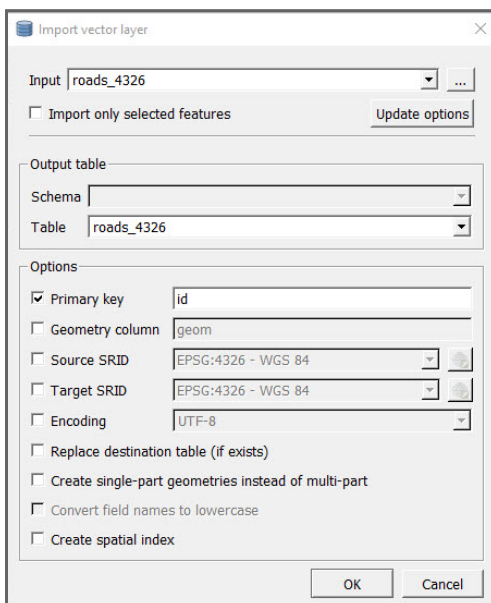 Import vector layer
Input roads_4326 ...
Import only selected features Update options
Output table
Schema
Table roads_4326
Options
Primary key id
Geometry column geom
Source SRID EPSG:4326 - WGS 84
Target SRID EPSG:4326 - WGS 84
Encoding UTF-8
Replace destination table (if exists)
Create single-part geometries instead of multi-part
Convert field names to lowercase
Create spatial index
OK Cancel